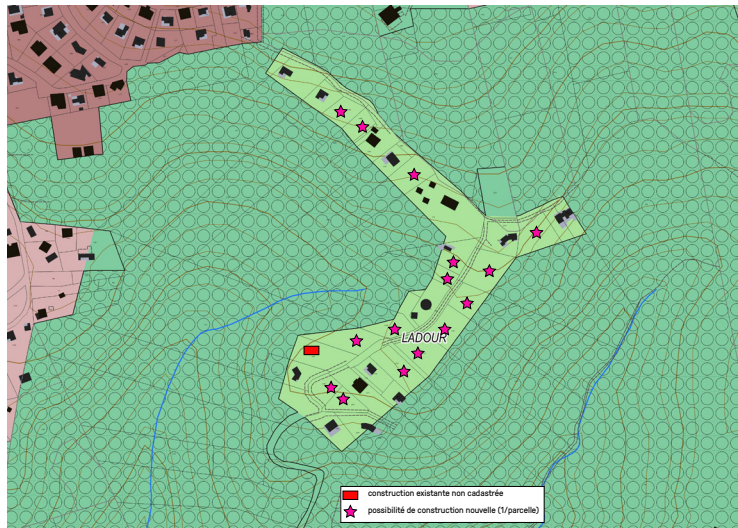 LADOUR
construction existante non cadastrée
possibilité de construction nouvelle (1/parcelle)